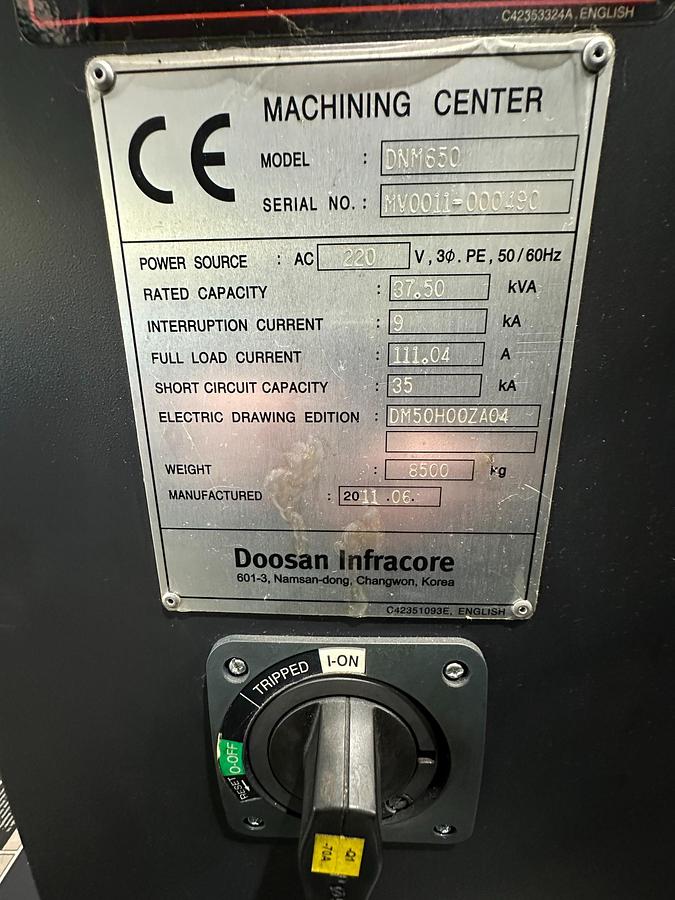 C42353324A, ENGLISH
CE
MACHINING CENTER
MODEL : DNM650
SERIAL NO. : MV0011-000490
POWER SOURCE : AC 220 V, 3Φ. PE, 50/60Hz
RATED CAPACITY : 37.50 kVA
INTERRUPTION CURRENT : 9 kA
FULL LOAD CURRENT : 111.04 A
SHORT CIRCUIT CAPACITY : 35 kA
ELECTRIC DRAWING EDITION : DM50H00ZA04
WEIGHT : 8500 kg
MANUFACTURED : 2011 .06.
Doosan Infracore
601-3, Namsan-dong, Changwon, Korea
C42351093E, ENGLISH
TRIPPED
I-ON
O-OFF
RESET
-Q1
-70A